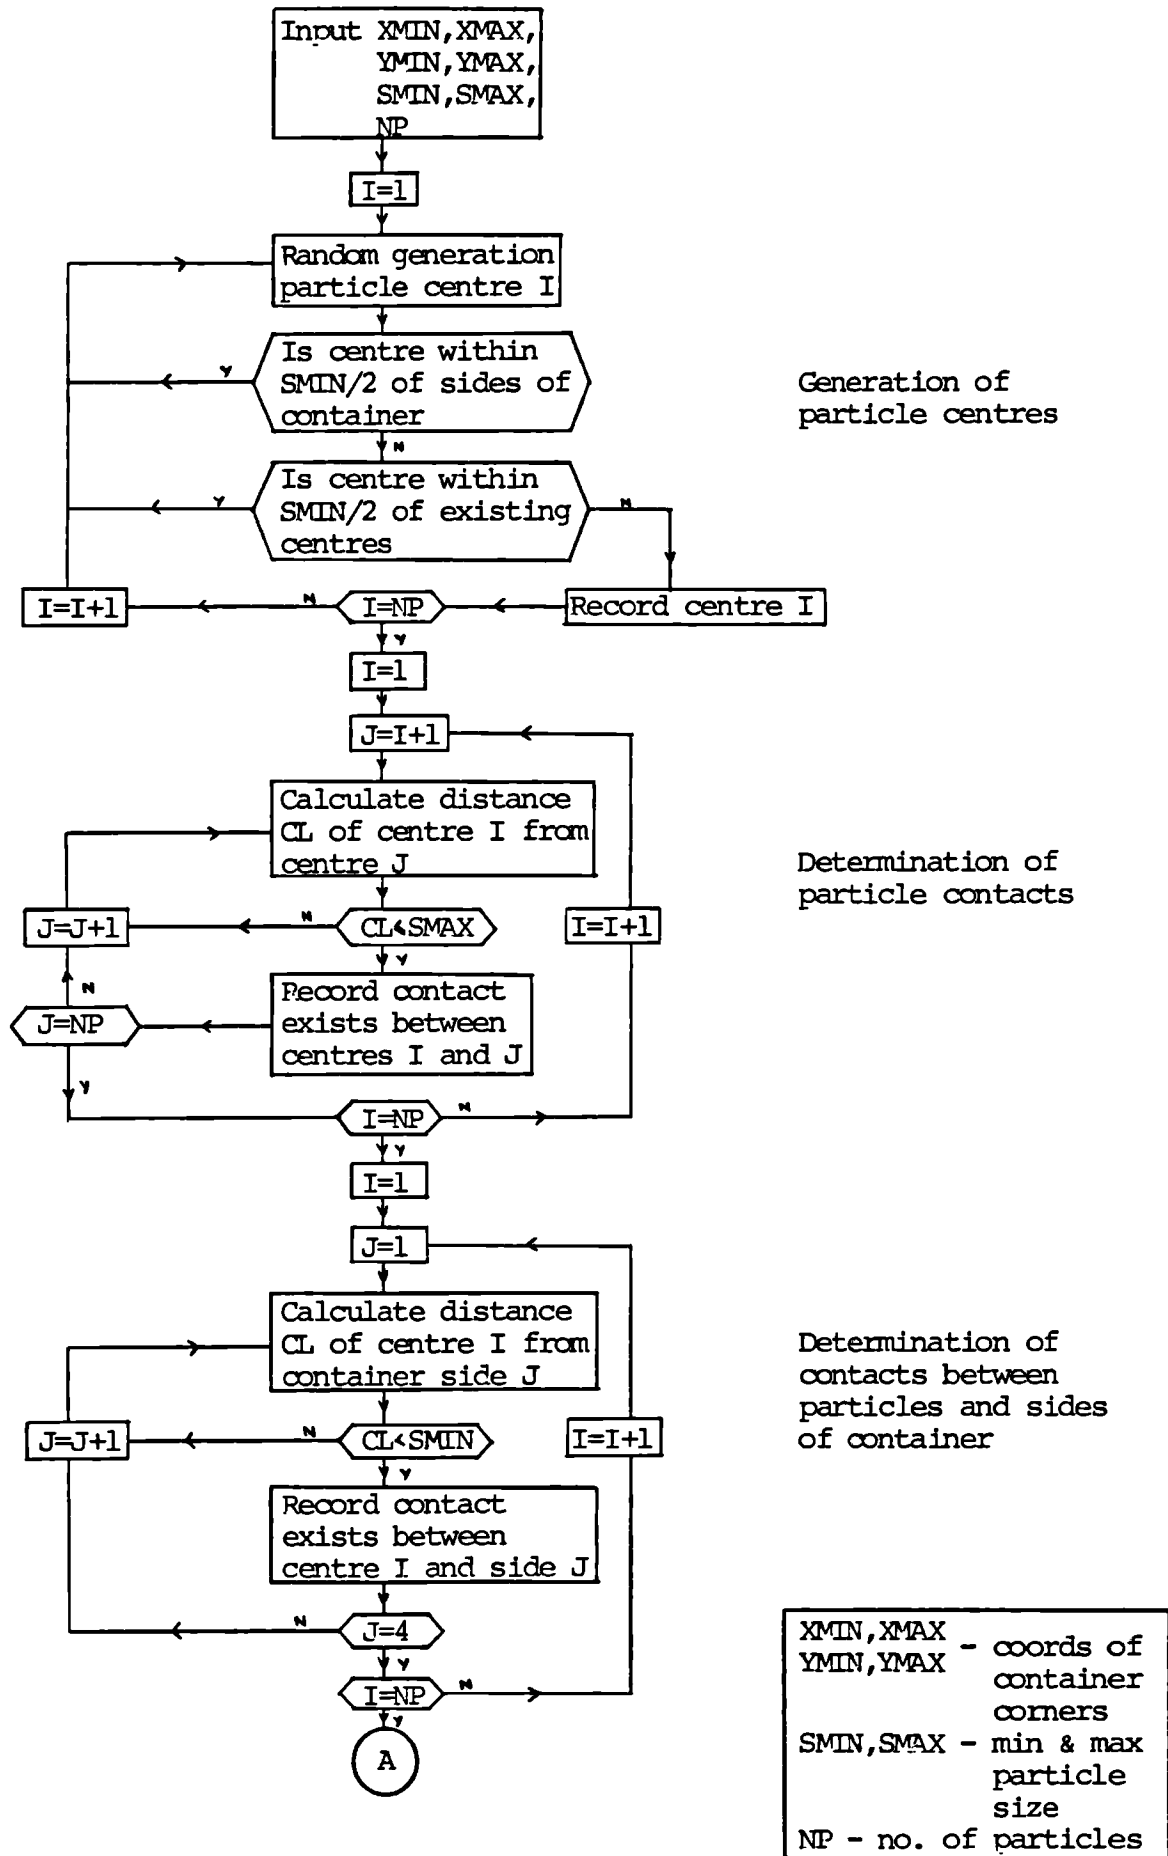 Input XMIN,XMAX,
YMIN,YMAX,
SMIN,SMAX,
NP
I=1
Random generation
particle centre I
Is centre within
SMIN/2 of sides of
container
Y
N
Generation of
particle centres
Is centre within
SMIN/2 of existing
centres
Y
N
I=I+1
N
I=NP
Record centre I
Y
I=1
J=I+1
Calculate distance
CL of centre I from
centre J
Determination of
particle contacts
J=J+1
N
CL<SMAX
I=I+1
Y
N
Record contact
exists between
centres I and J
J=NP
Y
I=NP
N
Y
I=1
J=1
Calculate distance
CL of centre I from
container side J
Determination of
contacts between
particles and sides
of container
J=J+1
N
CL<SMIN
I=I+1
Y
Record contact
exists between
centre I and side J
N
J=4
Y
I=NP
N
Y
A
XMIN,XMAX
YMIN,YMAX - coords of
container
corners
SMIN,SMAX - min & max
particle
size
NP - no. of particles